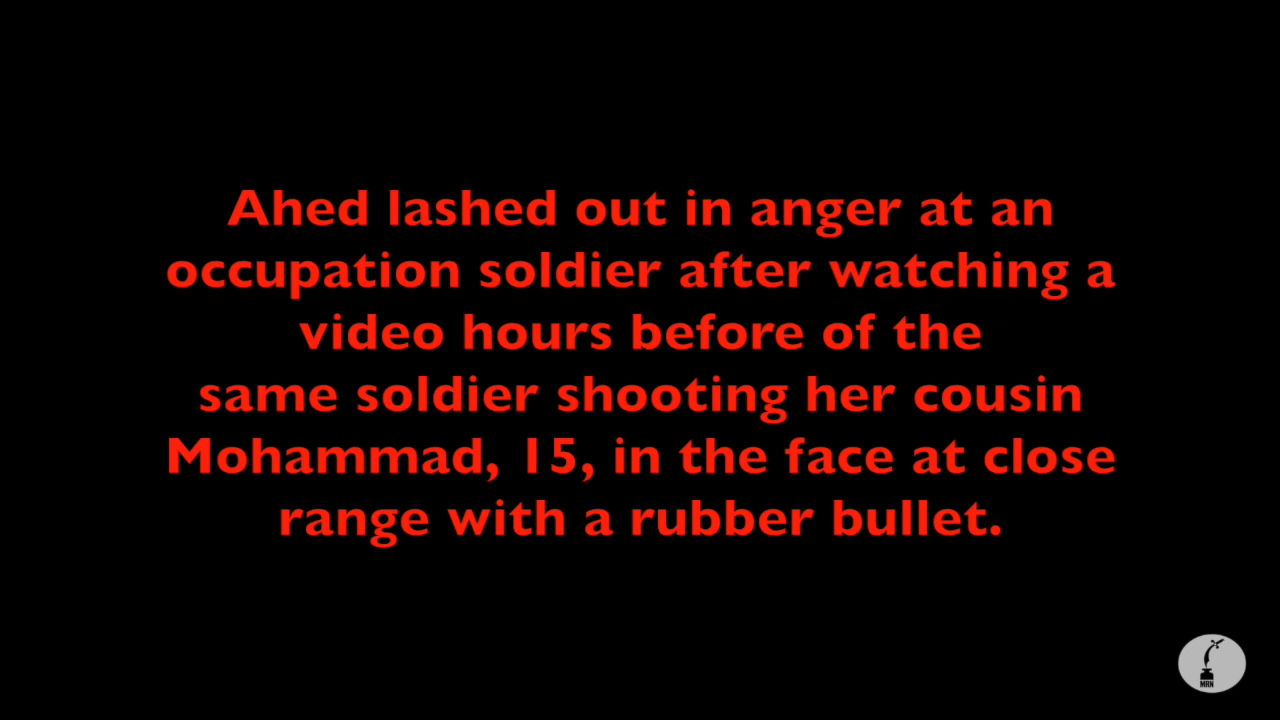 Ahed lashed out in anger at an
occupation soldier after watching a
video hours before of the
same soldier shooting her cousin
Mohammad, 15, in the face at close
range with a rubber bullet.
MRN